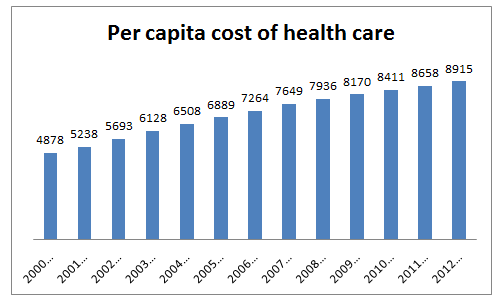 Per capita cost of health care
4878 5238 5693 6128 6508 6889 7264 7649 7936 8170 8411 8658 8915
2000... 2001... 2002... 2003... 2004... 2005... 2006... 2007... 2008... 2009... 2010... 2011... 2012...